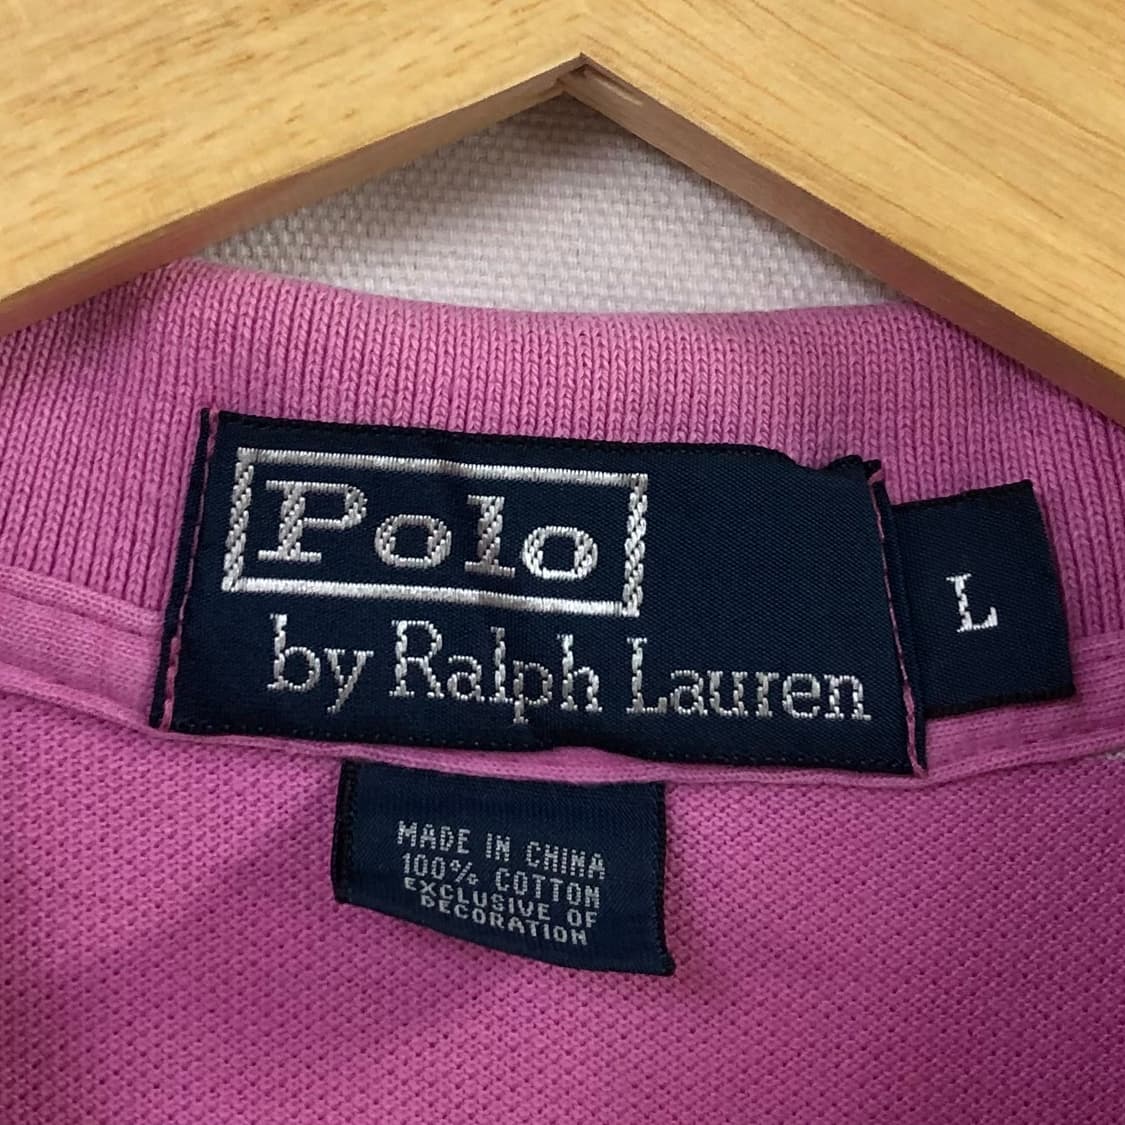 Polo
by Ralph Lauren
L
MADE IN CHINA
100% COTTON
EXCLUSIVE OF
DECORATION